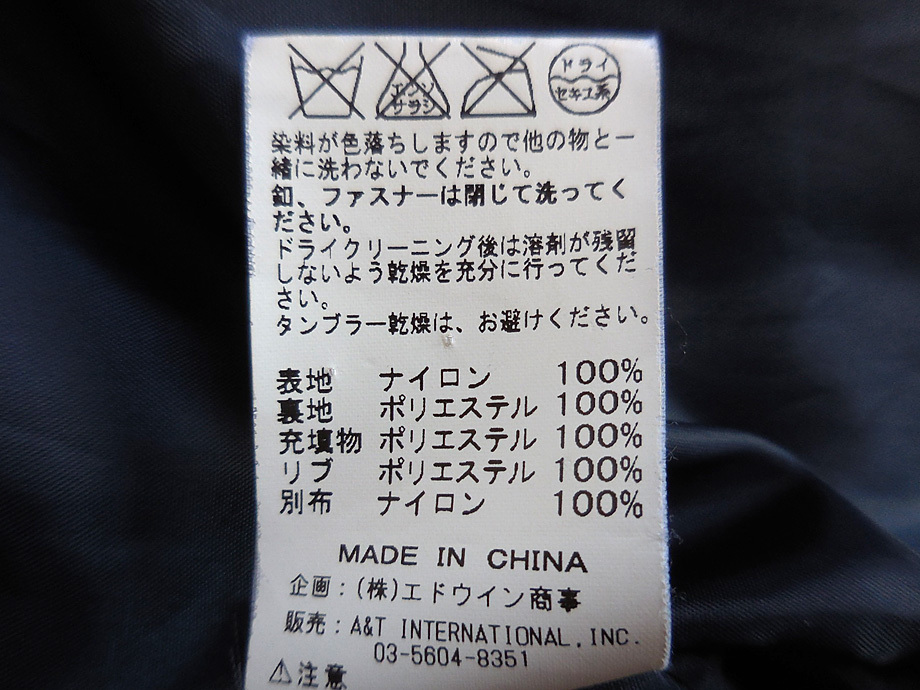 エンソ
サラシ
ドライ
セキユ系
染料が色落ちしますので他の物と一
緒に洗わないでください。
釦、ファスナーは閉じて洗ってく
ださい。
ドライクリーニング後は溶剤が残留
しないよう乾燥を充分に行ってくだ
さい。
タンブラー乾燥は、お避けください。
表地 ナイロン 100%
裏地 ポリエステル 100%
充填物 ポリエステル 100%
リブ ポリエステル 100%
別布 ナイロン 100%
MADE IN CHINA
企画:(株)エドウイン商事
販売:A&T INTERNATIONAL,INC.
03-5604-8351
⚠注意